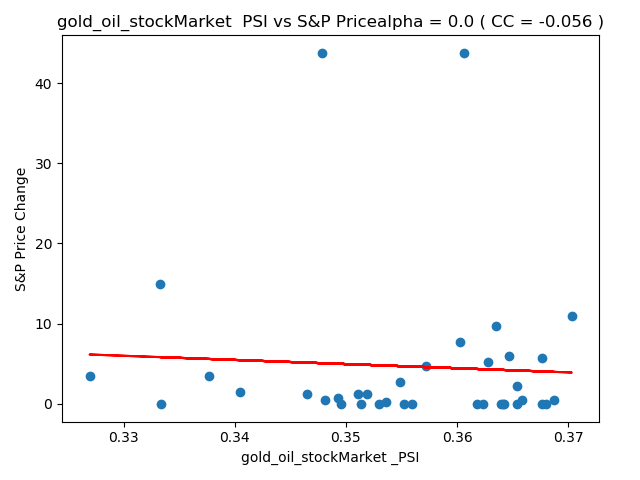 gold_oil_stockMarket  PSI vs S&P Pricealpha = 0.0 ( CC = -0.056 )
40
30
20
10
0
S&P Price Change
0.33 0.34 0.35 0.36 0.37
gold_oil_stockMarket _PSI